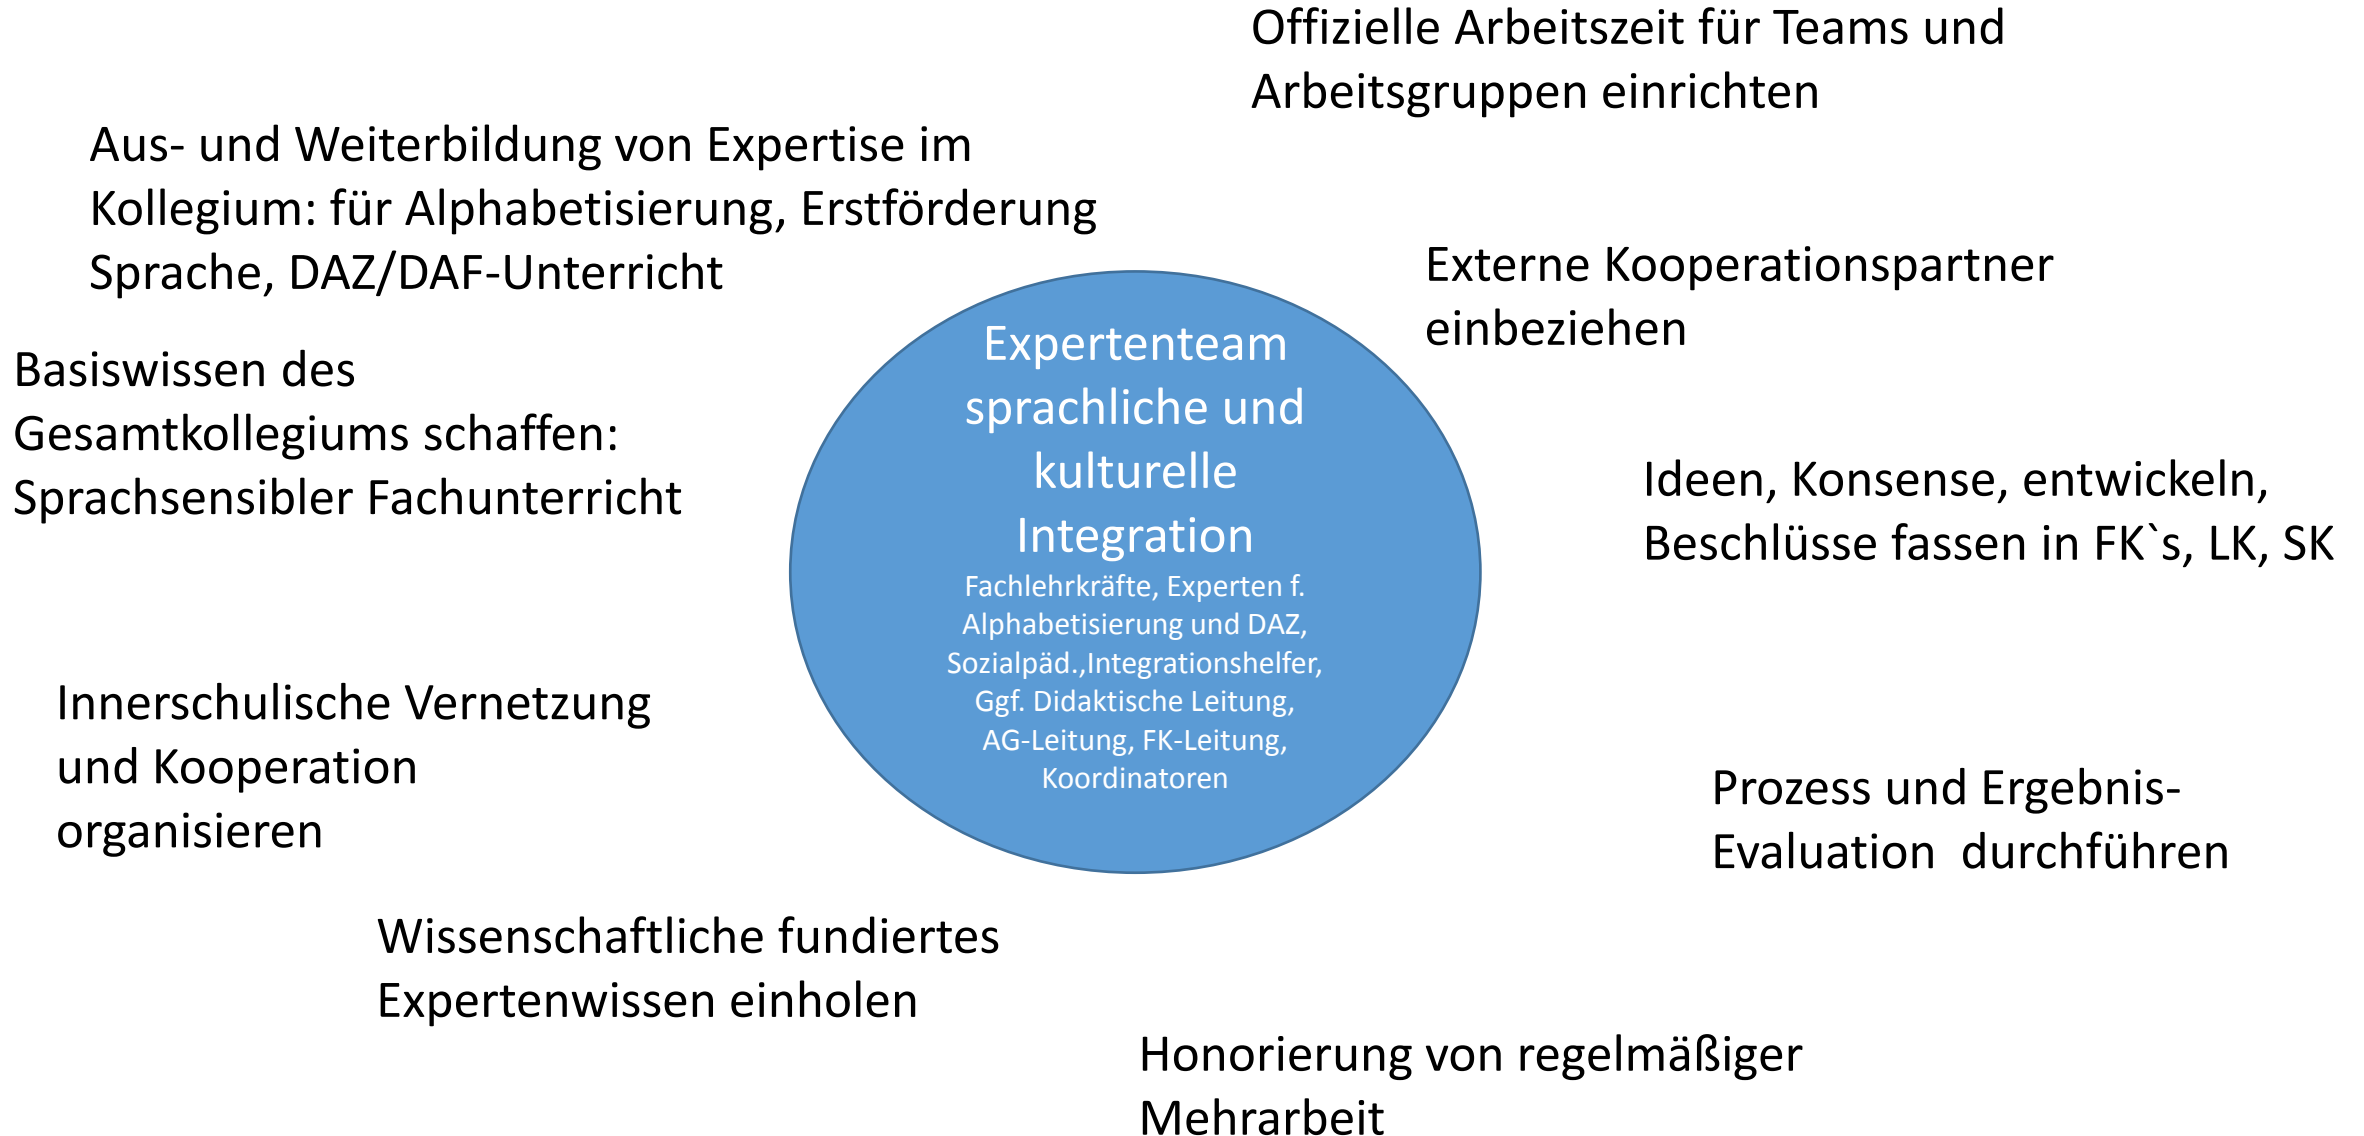 Offizielle Arbeitszeit für Teams und
Arbeitsgruppen einrichten
Aus- und Weiterbildung von Expertise im
Kollegium: für Alphabetisierung, Erstförderung
Sprache, DAZ/DAF-Unterricht
Externe Kooperationspartner
einbeziehen
Basiswissen des
Gesamtkollegiums schaffen:
Sprachsensibler Fachunterricht
Expertenteam
sprachliche und
kulturelle
Integration
Fachlehrkräfte, Experten f.
Alphabetisierung und DAZ,
Sozialpäd.,Integrationshelfer,
Ggf. Didaktische Leitung,
AG-Leitung, FK-Leitung,
Koordinatoren
Ideen, Konsense, entwickeln,
Beschlüsse fassen in FK`s, LK, SK
Innerschulische Vernetzung
und Kooperation
organisieren
Prozess und Ergebnis-
Evaluation  durchführen
Wissenschaftliche fundiertes
Expertenwissen einholen
Honorierung von regelmäßiger
Mehrarbeit